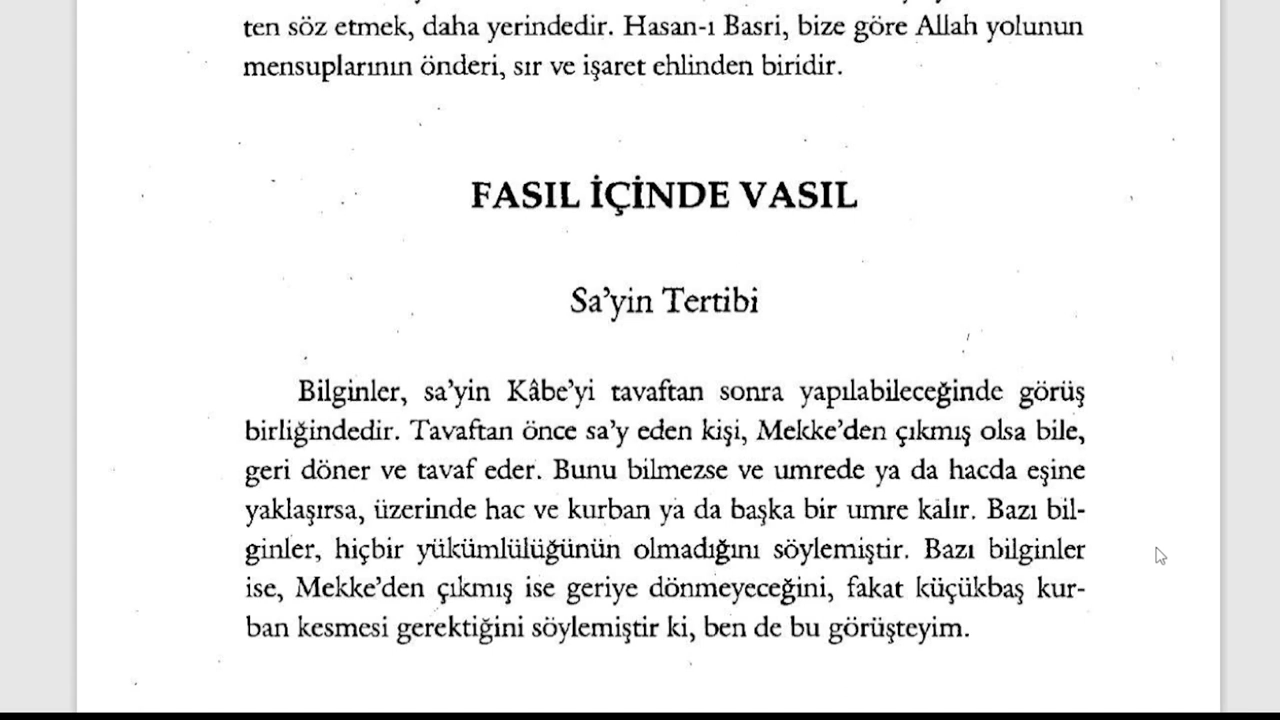 ten söz etmek, daha yerindedir. Hasan-ı Basri, bize göre Allah yolunun
mensuplarının önderi, sır ve işaret ehlinden biridir.
FASIL İÇİNDE VASIL
Sa'yin Tertibi
Bilginler, sa'yin Kâbe'yi tavaftan sonra yapılabileceğinde görüş
birliğindedir. Tavaftan önce sa'y eden kişi, Mekke'den çıkmış olsa bile,
geri döner ve tavaf eder. Bunu bilmezse ve umrede ya da hacda eşine
yaklaşırsa, üzerinde hac ve kurban ya da başka bir umre kalır. Bazı bil-
ginler, hiçbir yükümlülüğünün olmadığını söylemiştir. Bazı bilginler
ise, Mekke'den çıkmış ise geriye dönmeyeceğini, fakat küçükbaş kur-
ban kesmesi gerektiğini söylemiştir ki, ben de bu görüşteyim.